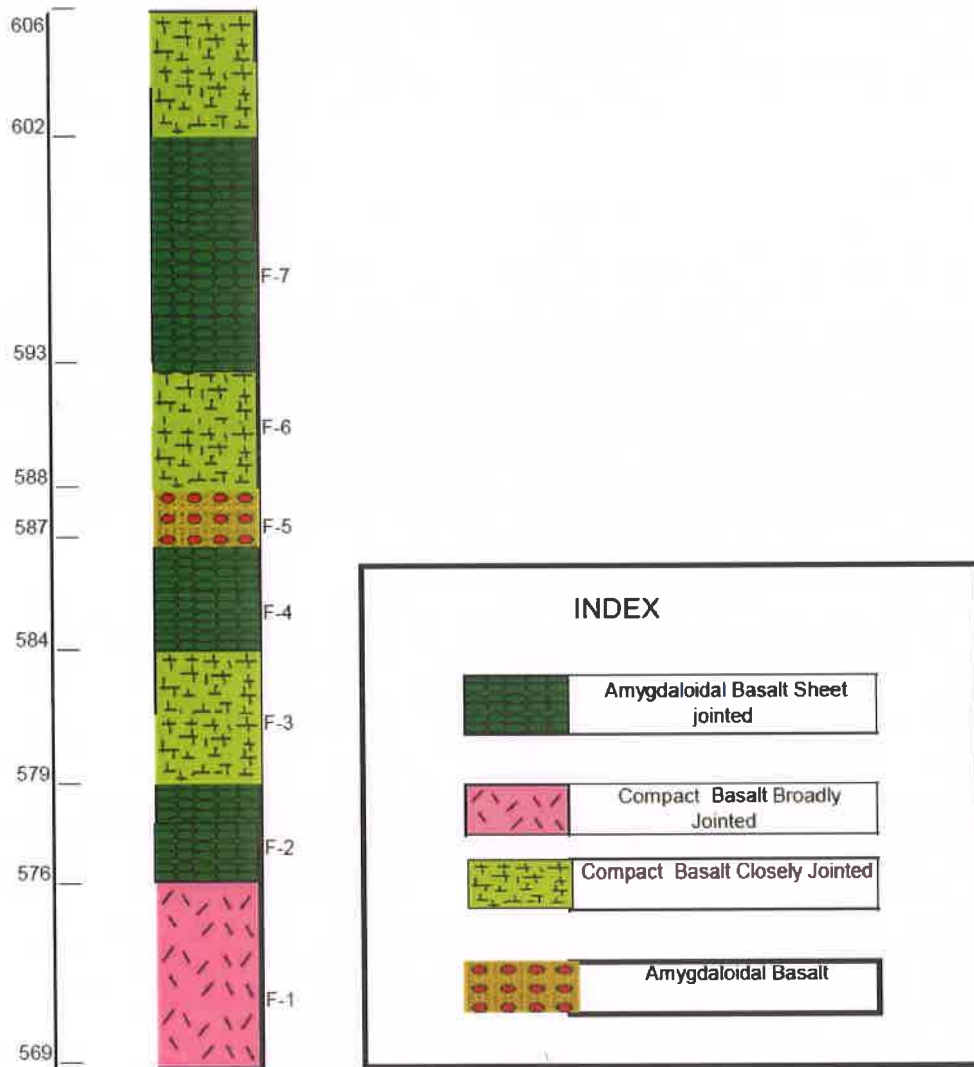 606
602
F-7
593
F-6
588
587
F-5
F-4
584
F-3
579
F-2
576
F-1
569
INDEX
Amygdaloidal Basalt Sheet
jointed
Compact Basalt Broadly
Jointed
Compact Basalt Closely Jointed
Amygdaloidal Basalt